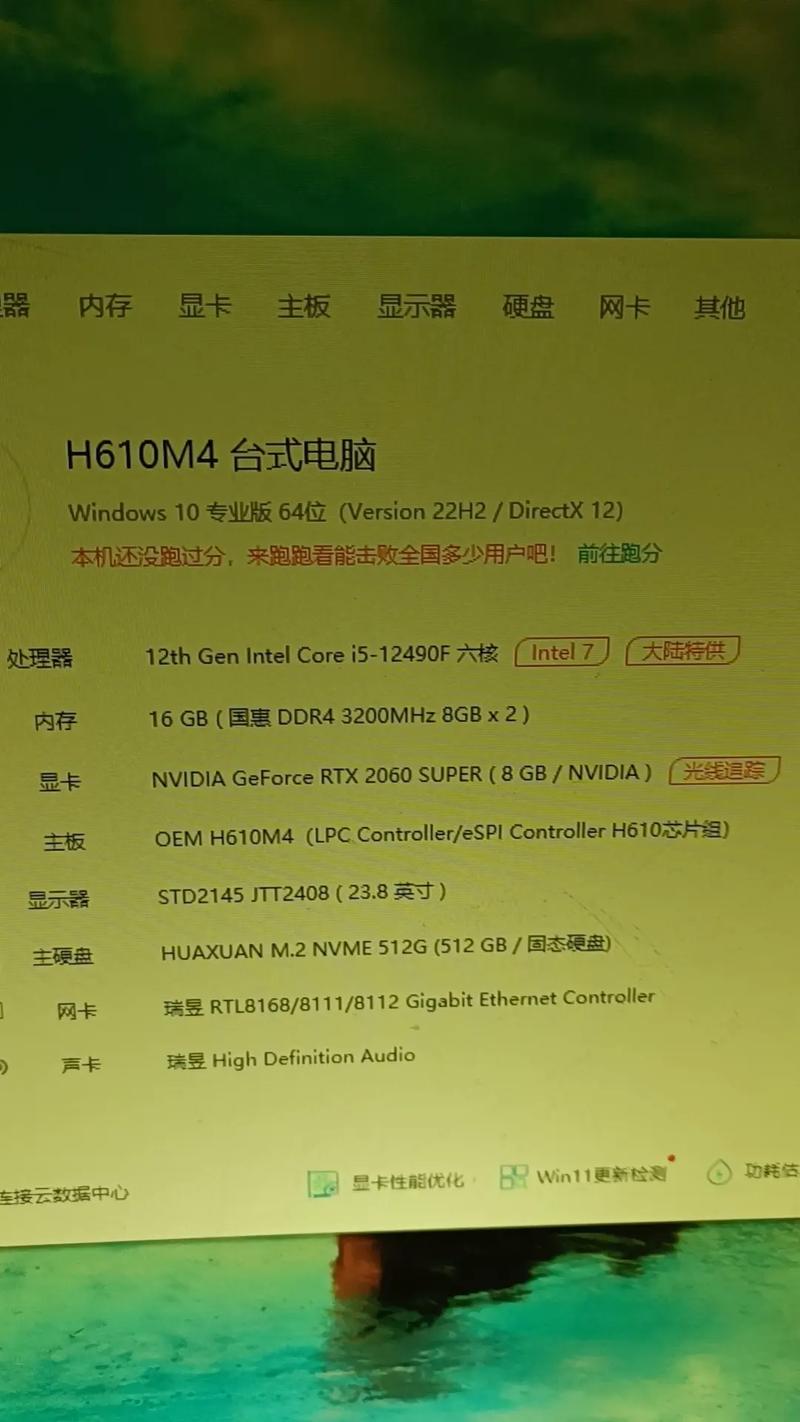 器 内存 显卡 主板 显示器 硬盘 网卡 其他
H610M4 台式电脑
Windows 10 专业版 64位 (Version 22H2 / DirectX 12)
本机还没跑过分，来跑跑看能击败全国多少用户吧！ 前往跑分
处理器 12th Gen Intel Core i5-12490F 六核 Intel 7 大陆特供
内存 16 GB ( 国惠 DDR4 3200MHz 8GB x 2 )
显卡 NVIDIA GeForce RTX 2060 SUPER ( 8 GB / NVIDIA ) 光线追踪
主板 OEM H610M4 (LPC Controller/eSPI Controller H610芯片组)
显示器 STD2145 JTT2408 ( 23.8 英寸 )
主硬盘 HUAXUAN M.2 NVME 512G (512 GB / 固态硬盘)
网卡 瑞昱 RTL8168/8111/8112 Gigabit Ethernet Controller
声卡 瑞昱 High Definition Audio
连接云数据中心 显卡性能优化 Win11更新检测 功耗估